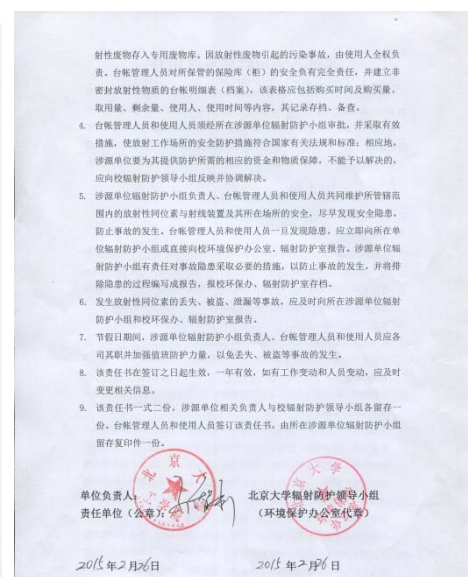 射性废物存入专用废物库。因放射性废物引起的污染事故，由使用人全权负
责。台帐管理人员对所保管的保险库（柜）的安全负有完全责任，并建立非
密封放射性物质的台帐明细表（档案），该表格应包括购买时间及购买量、
取用量、剩余量、使用人、使用时间等内容，其记录存档、备查。
4. 台帐管理人员和使用人员须经所在涉源单位辐射防护小组审批，并采取有效
措施，使放射工作场所的安全防护措施符合国家有关法规和标准；相应地，
涉源单位要为其提供防护所需的相应的资金和物质保障，不能予以解决的，
应向校辐射防护领导小组反映并协调解决。
5. 涉源单位辐射防护小组负责人、台帐管理人员和使用人员共同维护所管辖范
围内的放射性同位素与射线装置及其所在场所的安全，尽早发现安全隐患，
防止事故的发生。台帐管理人员和使用人员一旦发现隐患，应立即向所在单
位辐射防护小组或直接向校环境保护办公室、辐射防护室报告。涉源单位辐
射防护小组有责任对事故隐患采取必要的措施，以防止事故的发生，并将排
除隐患的过程编写成报告，报校环保办、辐射防护室存档。
6. 发生放射性同位素的丢失、被盗、泄漏等事故，应及时向所在涉源单位辐射
防护小组和校环保办、辐射防护室报告。
7. 节假日期间，涉源单位辐射防护小组负责人、台帐管理人员和使用人员应各
司其职并加强值班防护力量，以免丢失、被盗等事故的发生。
8. 该责任书在签订之日起生效，一年有效，如有工作变动和人员变动，应及时
变更相关信息。
9. 该责任书一式二份，涉源单位相关负责人与校辐射防护领导小组各留存一
份。台帐管理人员和使用人员签订该责任书，由所在涉源单位辐射防护小组
留存复印件一份。
单位负责人： 北京大学辐射防护领导小组
责任单位（公章）： （环境保护办公室代章）
2015年2月26日 2015年2月26日